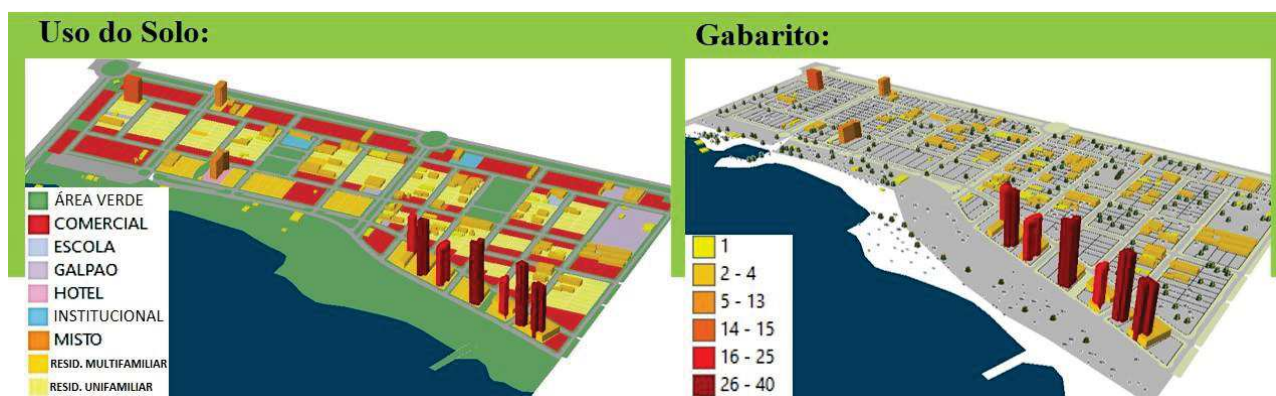 Uso do Solo:
ÁREA VERDE
COMERCIAL
ESCOLA
GALPAO
HOTEL
INSTITUCIONAL
MISTO
RESID. MULTIFAMILIAR
RESID. UNIFAMILIAR
Gabarito:
1
2 - 4
5 - 13
14 - 15
16 - 25
26 - 40